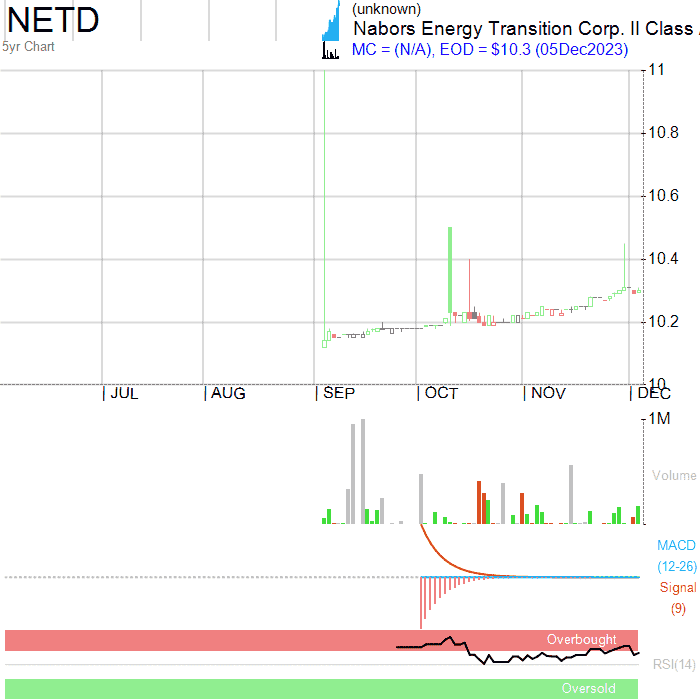 NETD
(unknown)
Nabors Energy Transition Corp. II Class
5yr Chart
MC = (N/A), EOD = $10.3 (05Dec2023)
11
10.8
10.6
10.4
10.2
10
JUL AUG SEP OCT NOV DEC
1M
Volume
MACD
(12-26)
Signal
(9)
Overbought
RSI(14)
Oversold